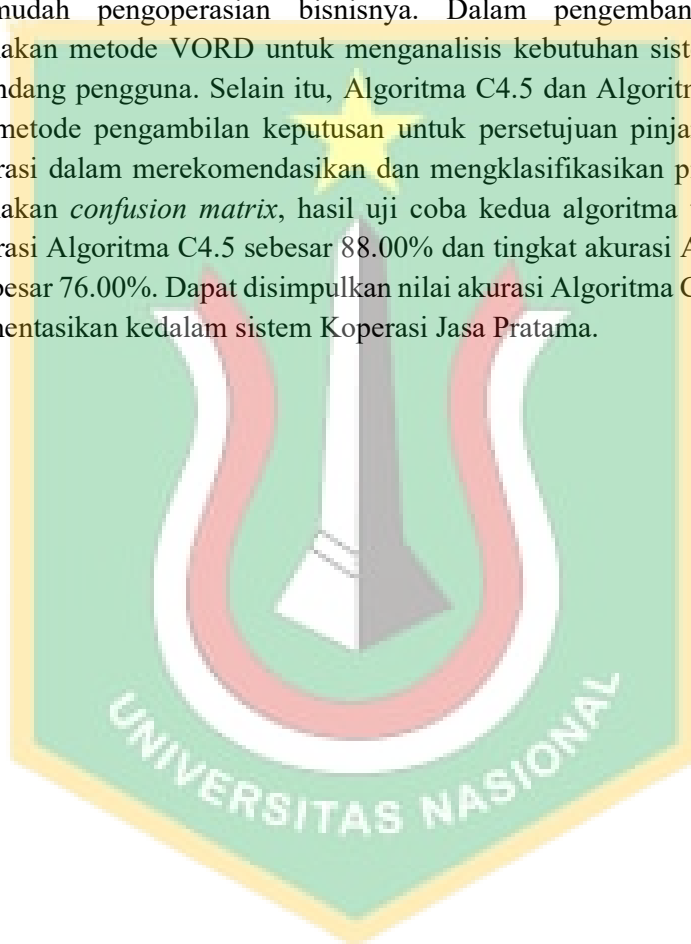 mudah pengoperasian bisnisnya. Dalam pengemban
akan metode VORD untuk menganalisis kebutuhan sist
ndang pengguna. Selain itu, Algoritma C4.5 dan Algoritn
metode pengambilan keputusan untuk persetujuan pinja
rasi dalam merekomendasikan dan mengklasifikasikan p
akan confusion matrix, hasil uji coba kedua algoritma
rasi Algoritma C4.5 sebesar 88.00% dan tingkat akurasi A
besar 76.00%. Dapat disimpulkan nilai akurasi Algoritma C
nentasikan kedalam sistem Koperasi Jasa Pratama.
UNIVERSITAS NASIONAL